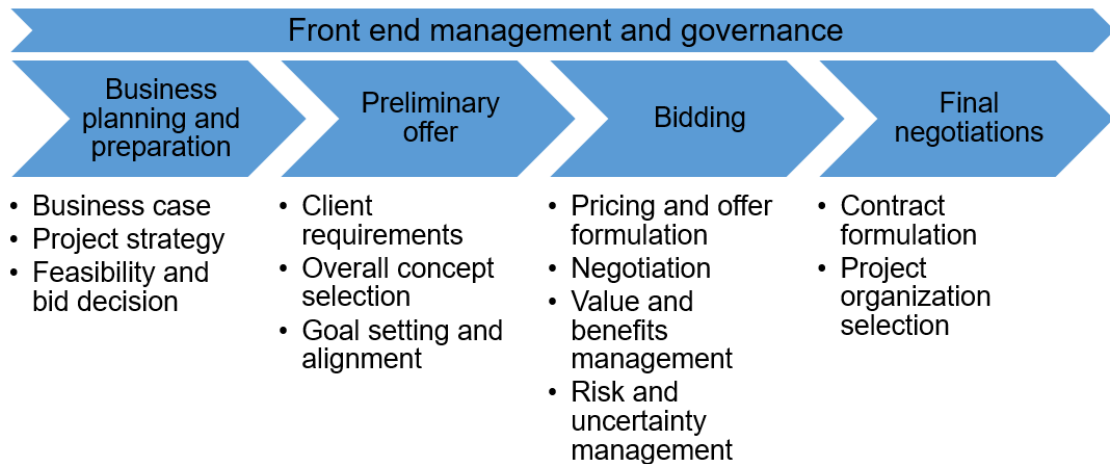 Front end management and governance
Business
planning and
preparation
Preliminary
offer
Bidding
Final
negotiations
• Business case
• Project strategy
• Feasibility and
bid decision
• Client
requirements
• Overall concept
selection
• Goal setting and
alignment
• Pricing and offer
formulation
• Negotiation
• Value and
benefits
management
• Risk and
uncertainty
management
• Contract
formulation
• Project
organization
selection